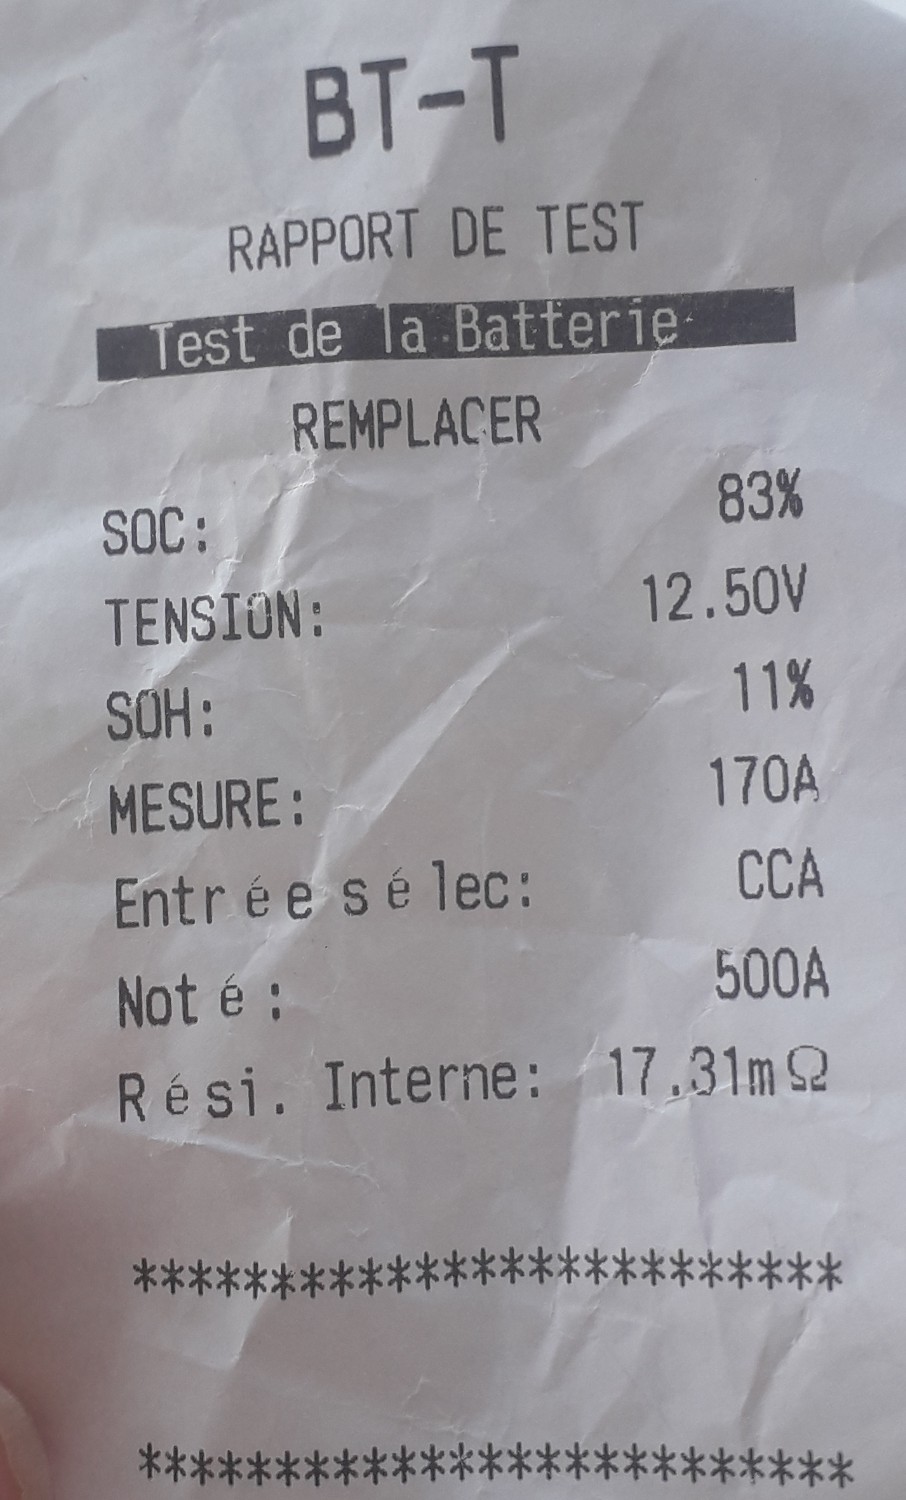 BT-T
RAPPORT DE TEST
Test de la Batterie
REMPLACER
SOC: 83%
TENSION: 12.50V
SOH: 11%
MESURE: 170A
Entrée sélec: CCA
Noté: 500A
Rési. Interne: 17.31mΩ
*************************
*************************